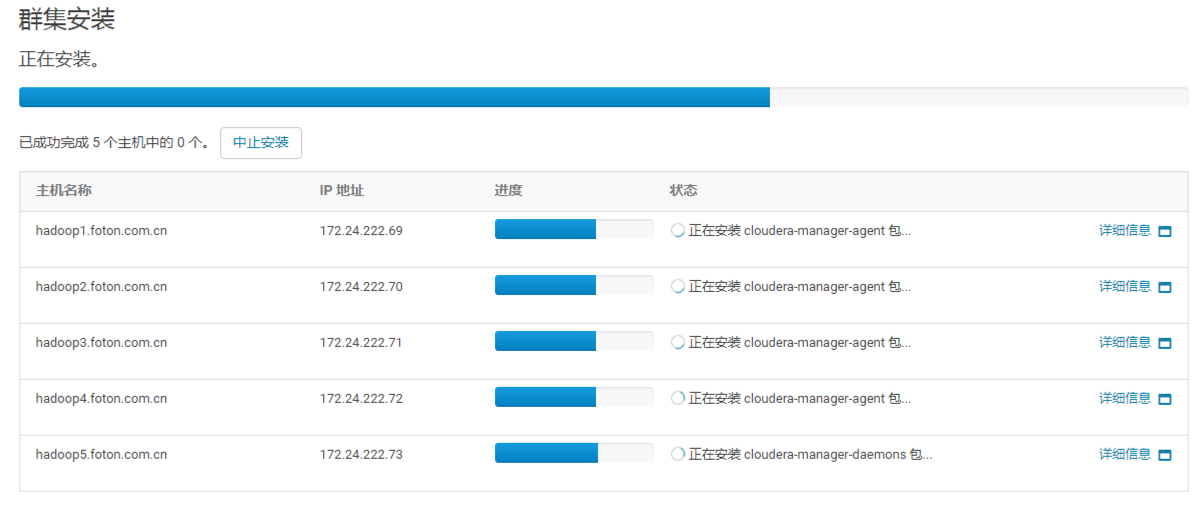 群集安装
正在安装。
已成功完成 5 个主机中的 0 个。 中止安装
主机名称 IP 地址 进度 状态
hadoop1.foton.com.cn 172.24.222.69 正在安装 cloudera-manager-agent 包... 详细信息
hadoop2.foton.com.cn 172.24.222.70 正在安装 cloudera-manager-agent 包... 详细信息
hadoop3.foton.com.cn 172.24.222.71 正在安装 cloudera-manager-agent 包... 详细信息
hadoop4.foton.com.cn 172.24.222.72 正在安装 cloudera-manager-agent 包... 详细信息
hadoop5.foton.com.cn 172.24.222.73 正在安装 cloudera-manager-daemons 包... 详细信息